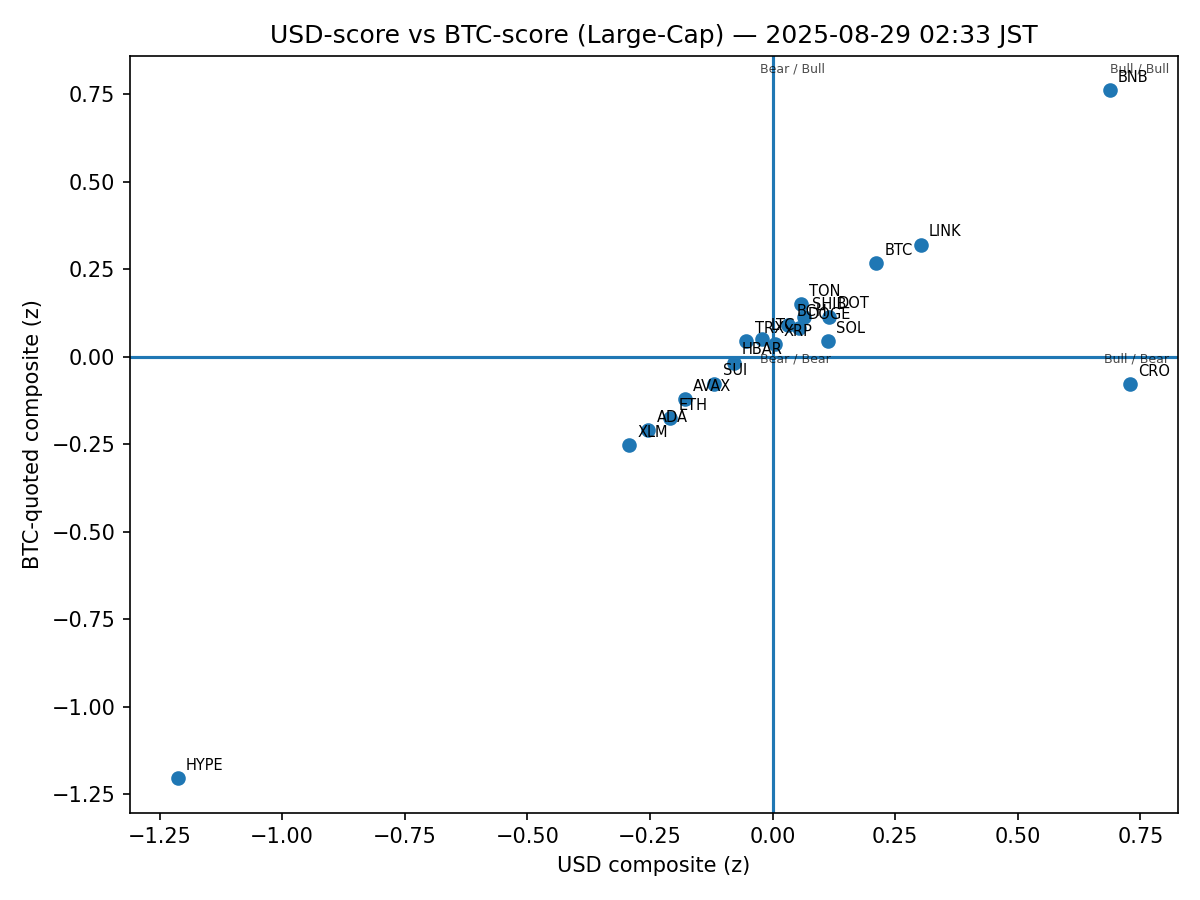 USD-score vs BTC-score (Large-Cap) — 2025-08-29 02:33 JST
Bear / Bull
Bull / Bull
BNB
LINK
BTC
TON
SHIB
DOT
BCH
DOGE
SOL
LTC
TRX
XRP
HBAR
Bear / Bear
Bull / Bear
CRO
SUI
AVAX
ETH
ADA
XLM
HYPE
0.75
0.50
0.25
0.00
−0.25
−0.50
−0.75
−1.00
−1.25
BTC-quoted composite (z)
−1.25
−1.00
−0.75
−0.50
−0.25
0.00
0.25
0.50
0.75
USD composite (z)